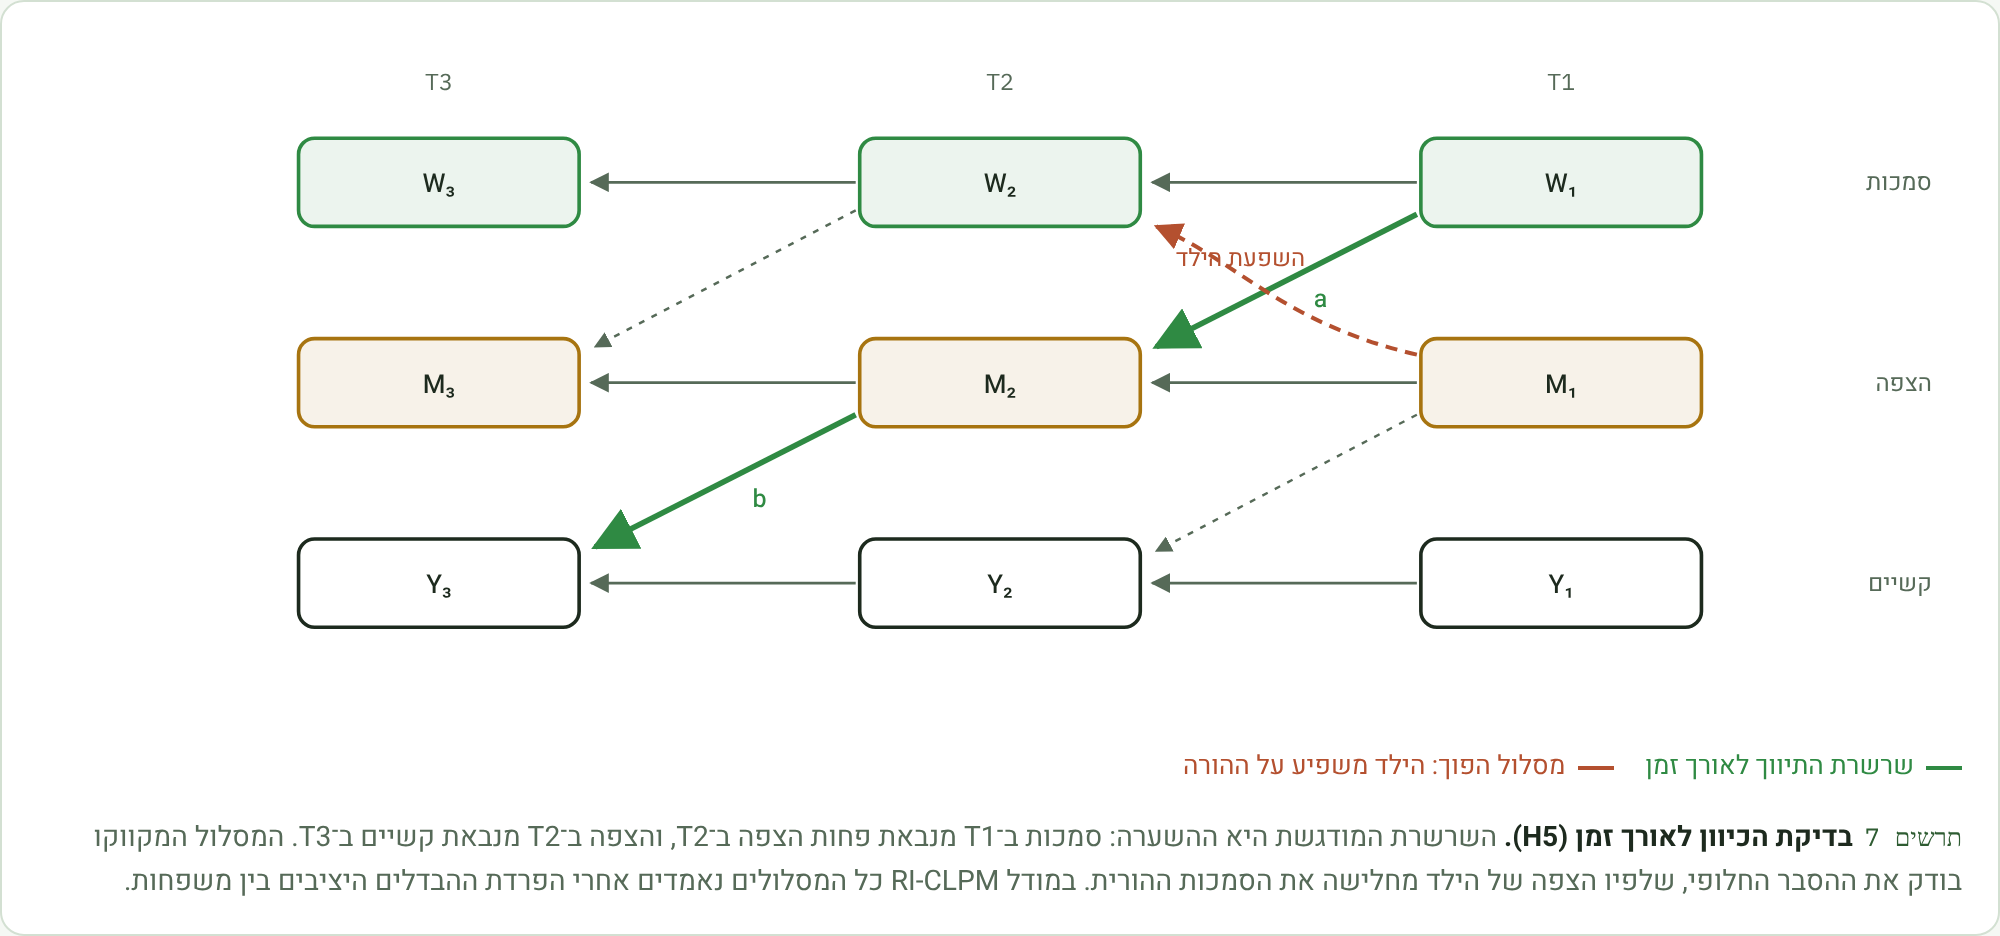 T1
T2
T3
סמכות
W₁
W₂
W₃
השפעת הילד
a
הצפה
M₁
M₂
M₃
b
קשיים
Y₁
Y₂
Y₃
שרשרת התיווך לאורך זמן
מסלול הפוך: הילד משפיע על ההורה
תרשים 7 בדיקת הכיוון לאורך זמן (H5). השרשרת המודגשת היא ההשערה: סמכות ב־T1 מנבאת פחות הצפה ב־T2, והצפה ב־T2 מנבאת קשיים ב־T3. המסלול המקווקו
בודק את ההסבר החלופי, שלפיו הצפה של הילד מחלישה את הסמכות ההורית. במודל RI-CLPM כל המסלולים נאמדים אחרי הפרדת ההבדלים היציבים בין משפחות.